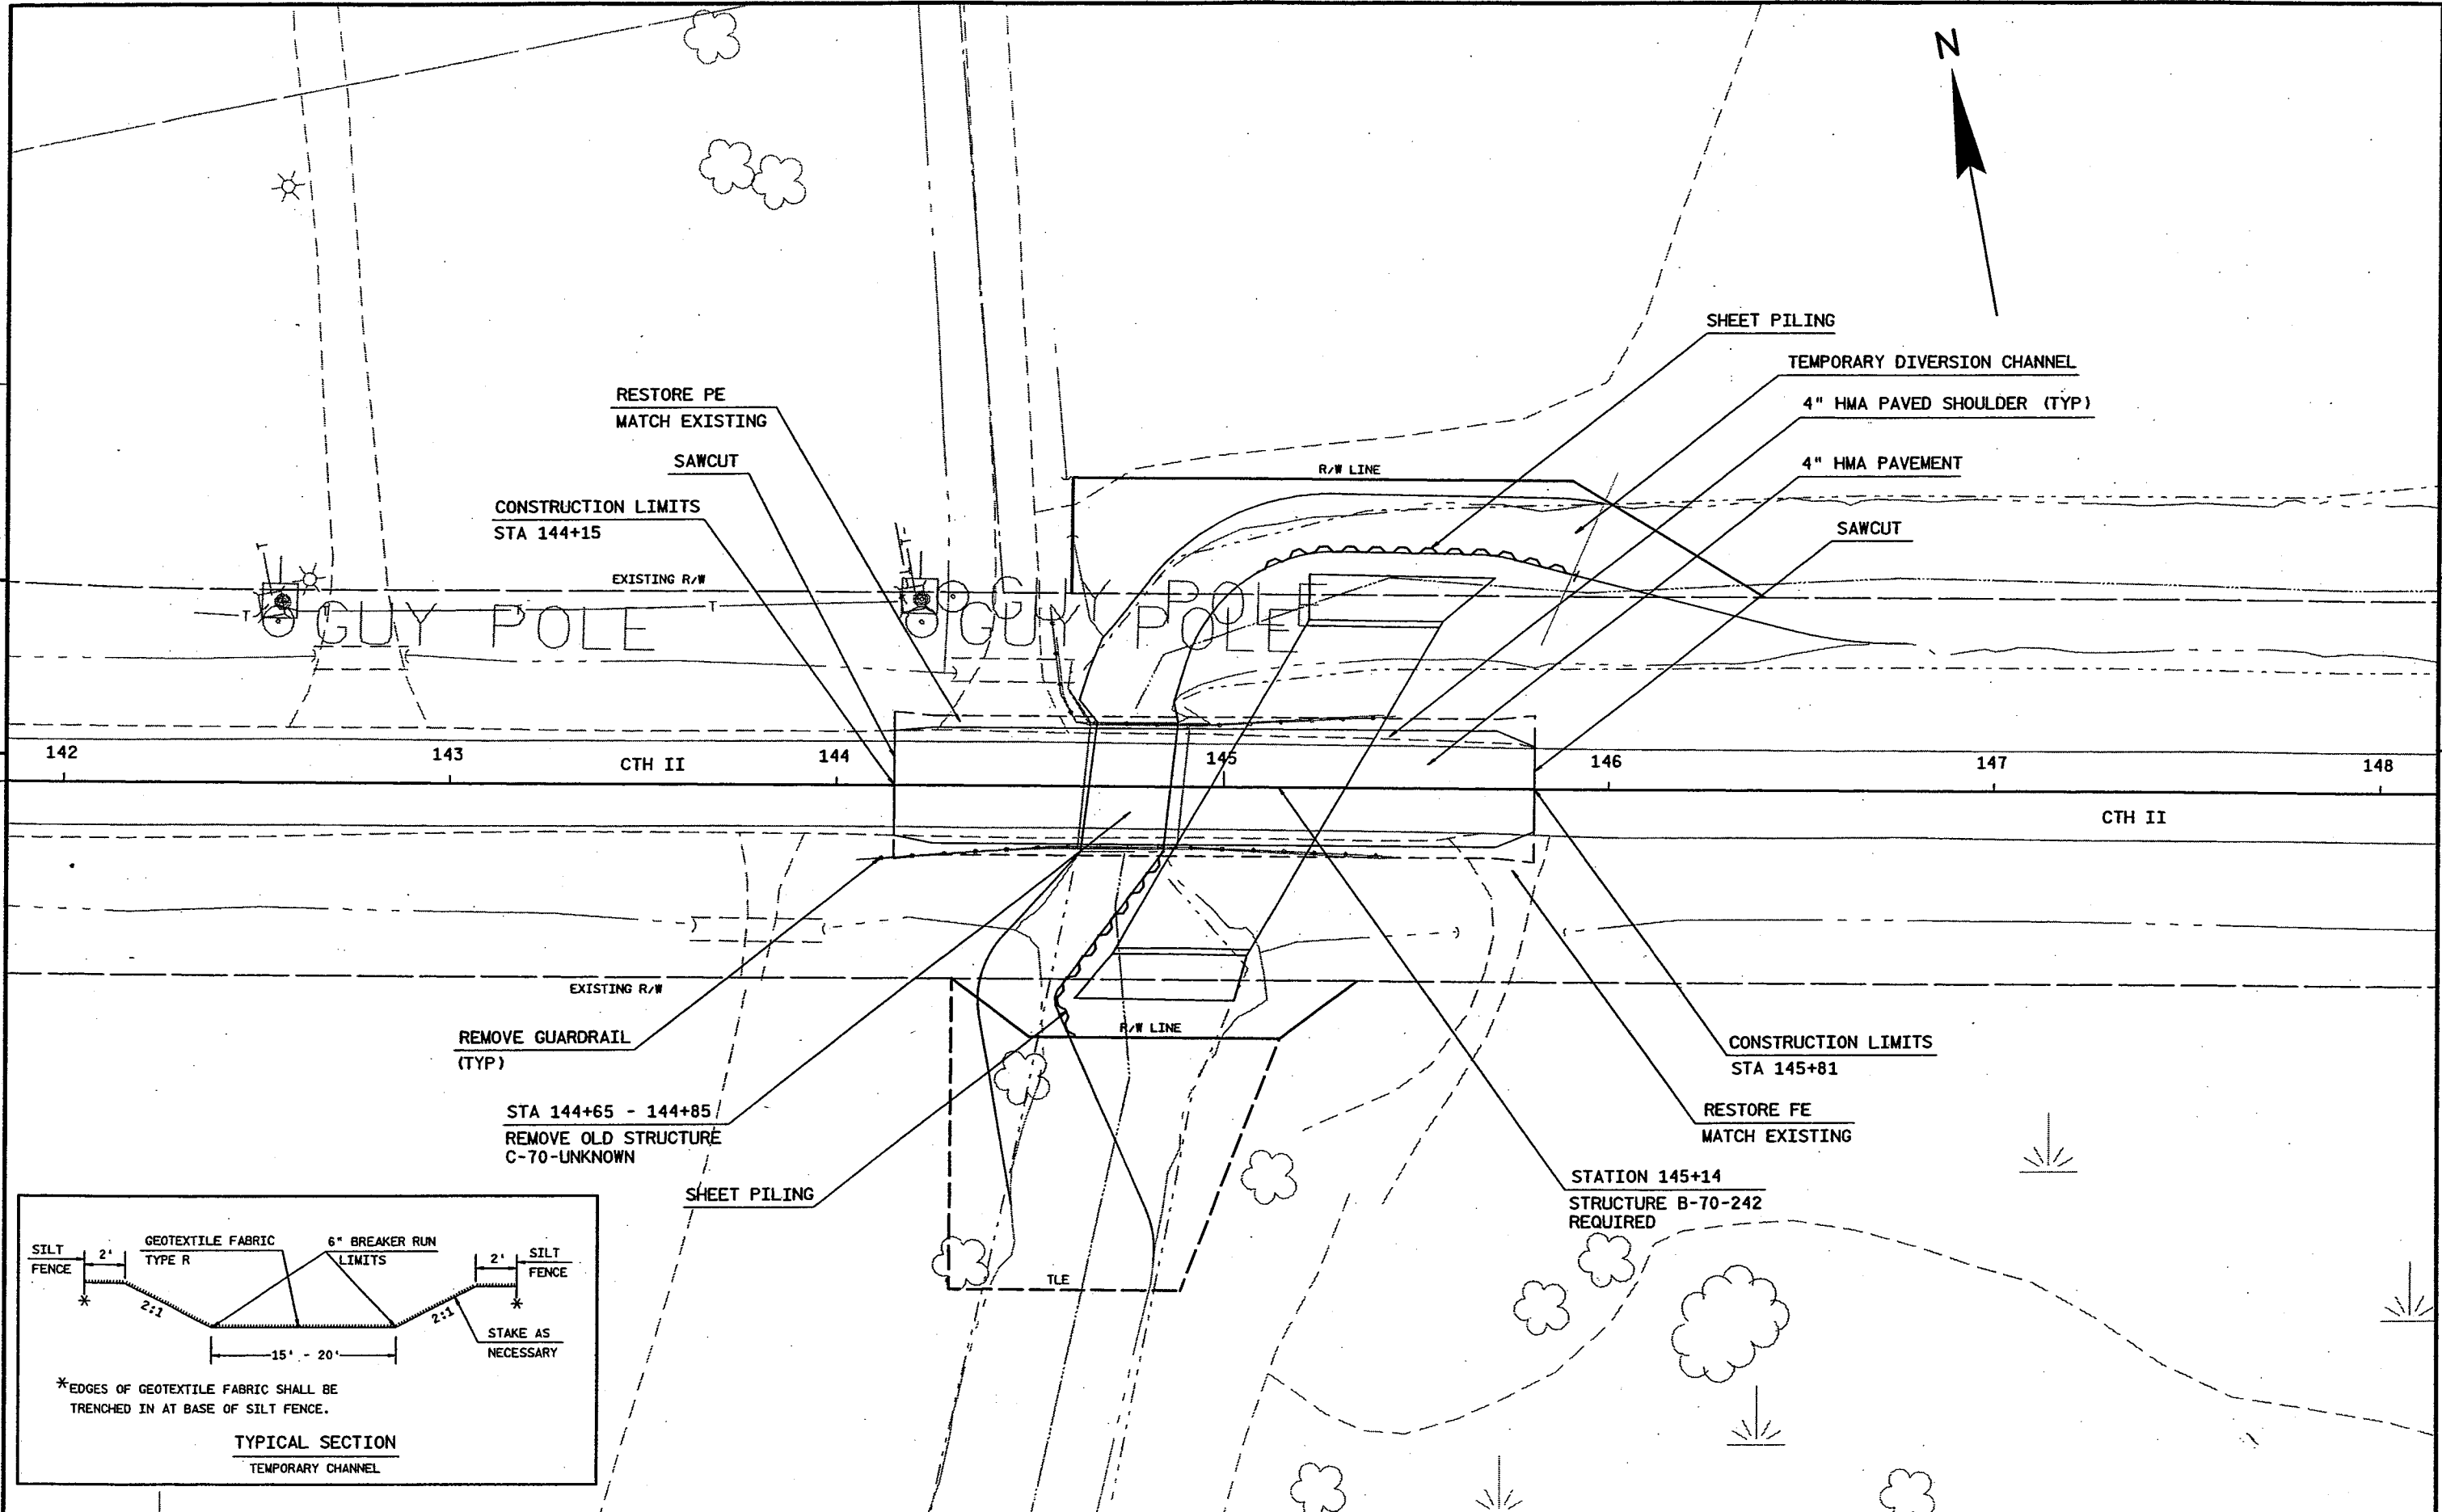 N
SHEET PILING
TEMPORARY DIVERSION CHANNEL
4" HMA PAVED SHOULDER (TYP)
4" HMA PAVEMENT
SAWCUT
RESTORE PE
MATCH EXISTING
SAWCUT
CONSTRUCTION LIMITS
STA 144+15
R/W LINE
EXISTING R/W
T
T
T
T
T
GUY POLE
GUY POLE
GUY POLE
142
143
CTH II
144
145
146
147
148
CTH II
EXISTING R/W
REMOVE GUARDRAIL
(TYP)
R/W LINE
STA 144+65 - 144+85
REMOVE OLD STRUCTURE
C-70-UNKNOWN
SHEET PILING
CONSTRUCTION LIMITS
STA 145+81
RESTORE FE
MATCH EXISTING
STATION 145+14
STRUCTURE B-70-242
REQUIRED
TLE
SILT
FENCE
2'
GEOTEXTILE FABRIC
TYPE R
6" BREAKER RUN
LIMITS
2'
SILT
FENCE
*
2:1
2:1
*
STAKE AS
NECESSARY
15' - 20'
*EDGES OF GEOTEXTILE FABRIC SHALL BE
TRENCHED IN AT BASE OF SILT FENCE.
TYPICAL SECTION
TEMPORARY CHANNEL